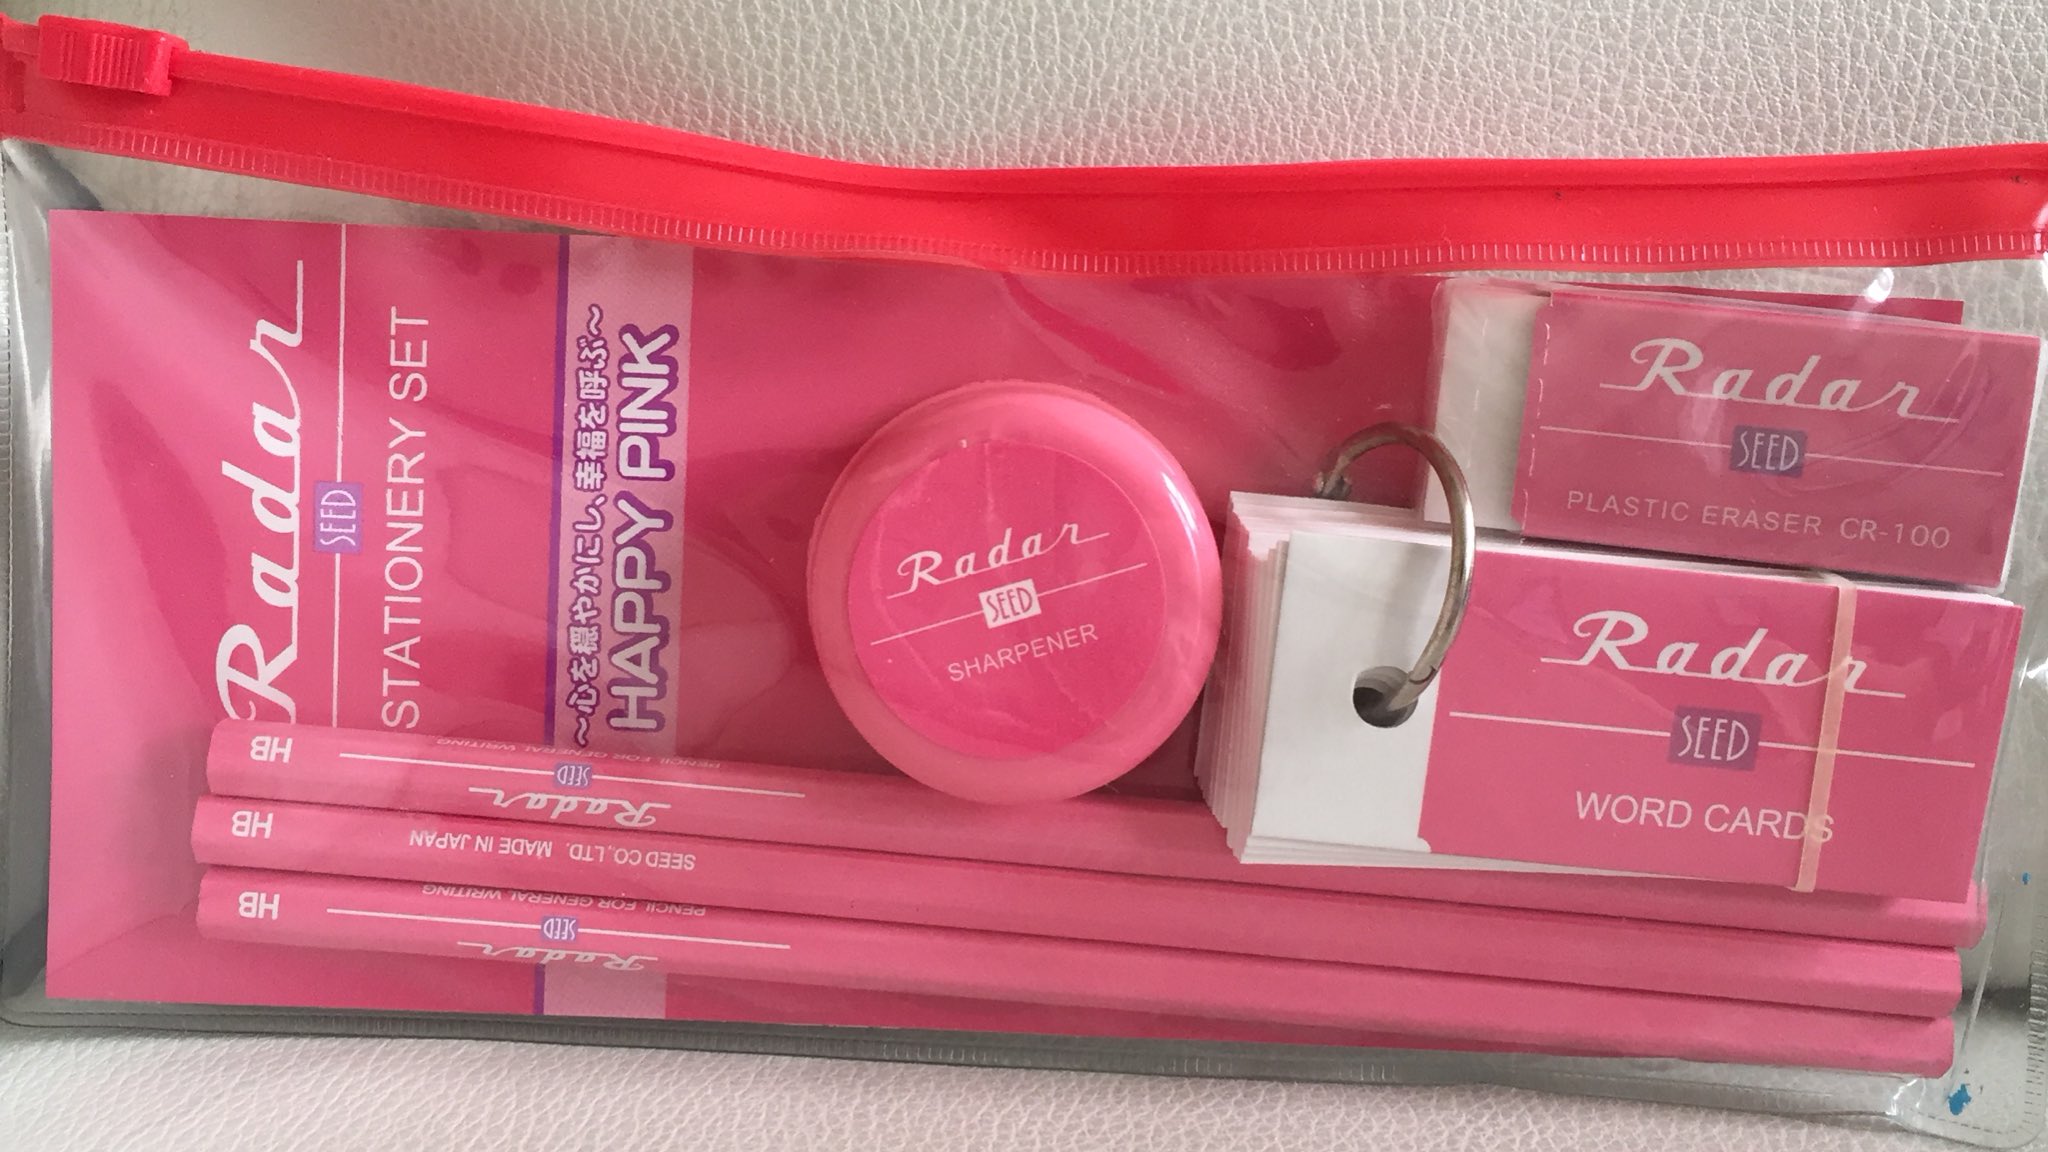 Radar
SEED
STATIONERY SET
～心を穏やかにし、幸福を呼ぶ～
HAPPY PINK
Radar
SEED
SHARPENER
Radar
SEED
PLASTIC ERASER CR-100
Radar
SEED
WORD CARDS
HB
PENCIL FOR GENERAL WRITING
SEED
Radar
HB
SEED CO.,LTD. MADE IN JAPAN
HB
PENCIL FOR GENERAL WRITING
SEED
Radar